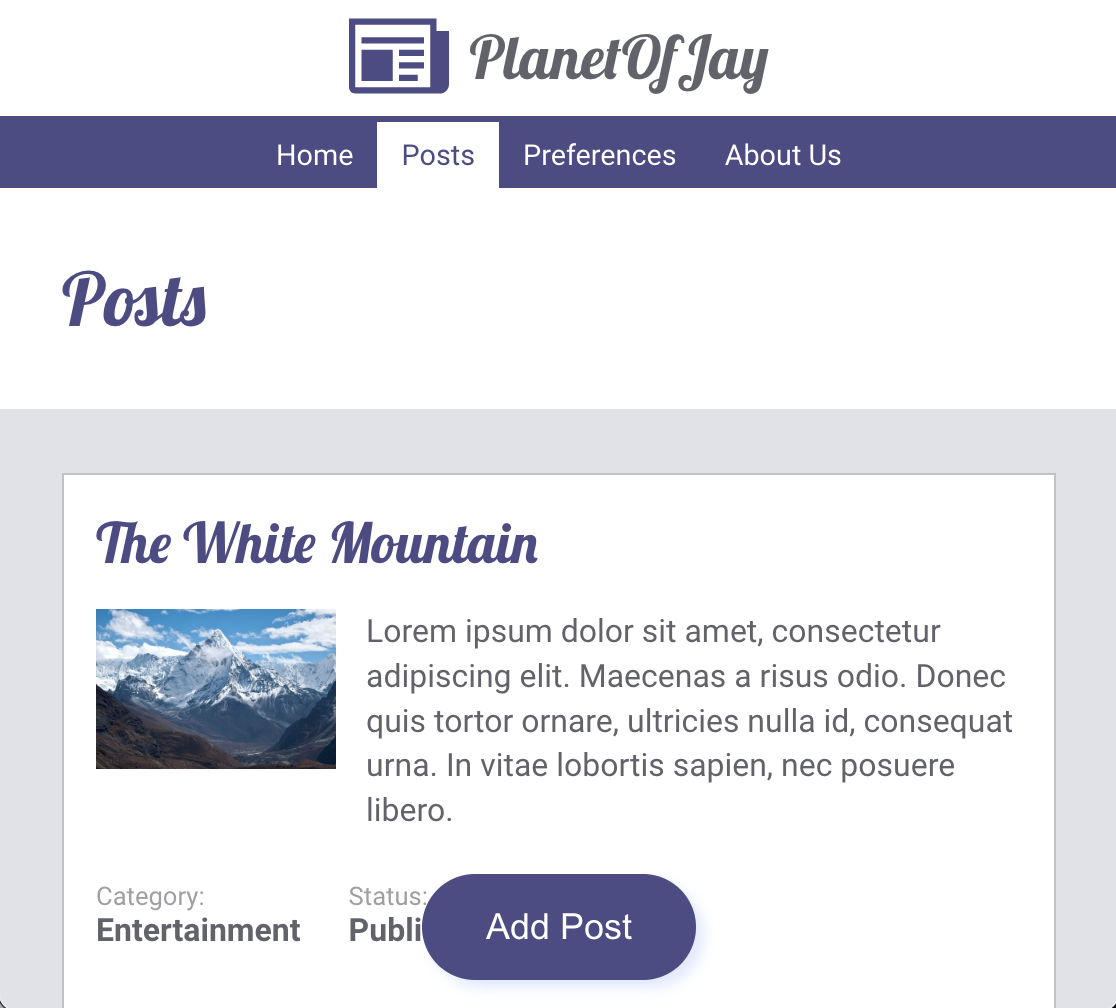 PlanetOfJay
Home Posts Preferences About Us
Posts
The White Mountain
Lorem ipsum dolor sit amet, consectetur
adipiscing elit. Maecenas a risus odio. Donec
quis tortor ornare, ultricies nulla id, consequat
urna. In vitae lobortis sapien, nec posuere
libero.
Category: Status:
Entertainment Publi
Add Post